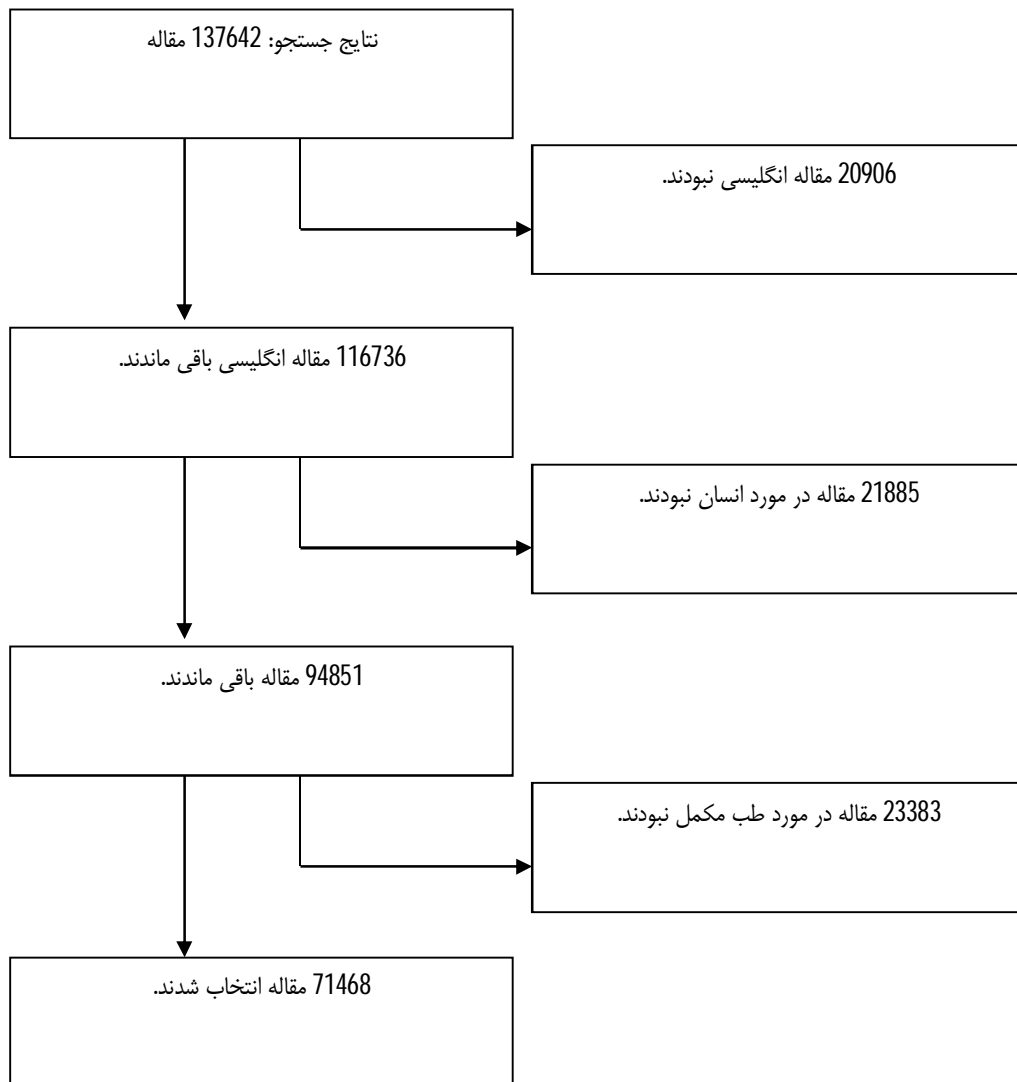 نتایج جستجو: 137642 مقاله
20906 مقاله انگلیسی نبودند.
116736 مقاله انگلیسی باقی ماندند.
21885 مقاله در مورد انسان نبودند.
94851 مقاله باقی ماندند.
23383 مقاله در مورد طب مکمل نبودند.
71468 مقاله انتخاب شدند.